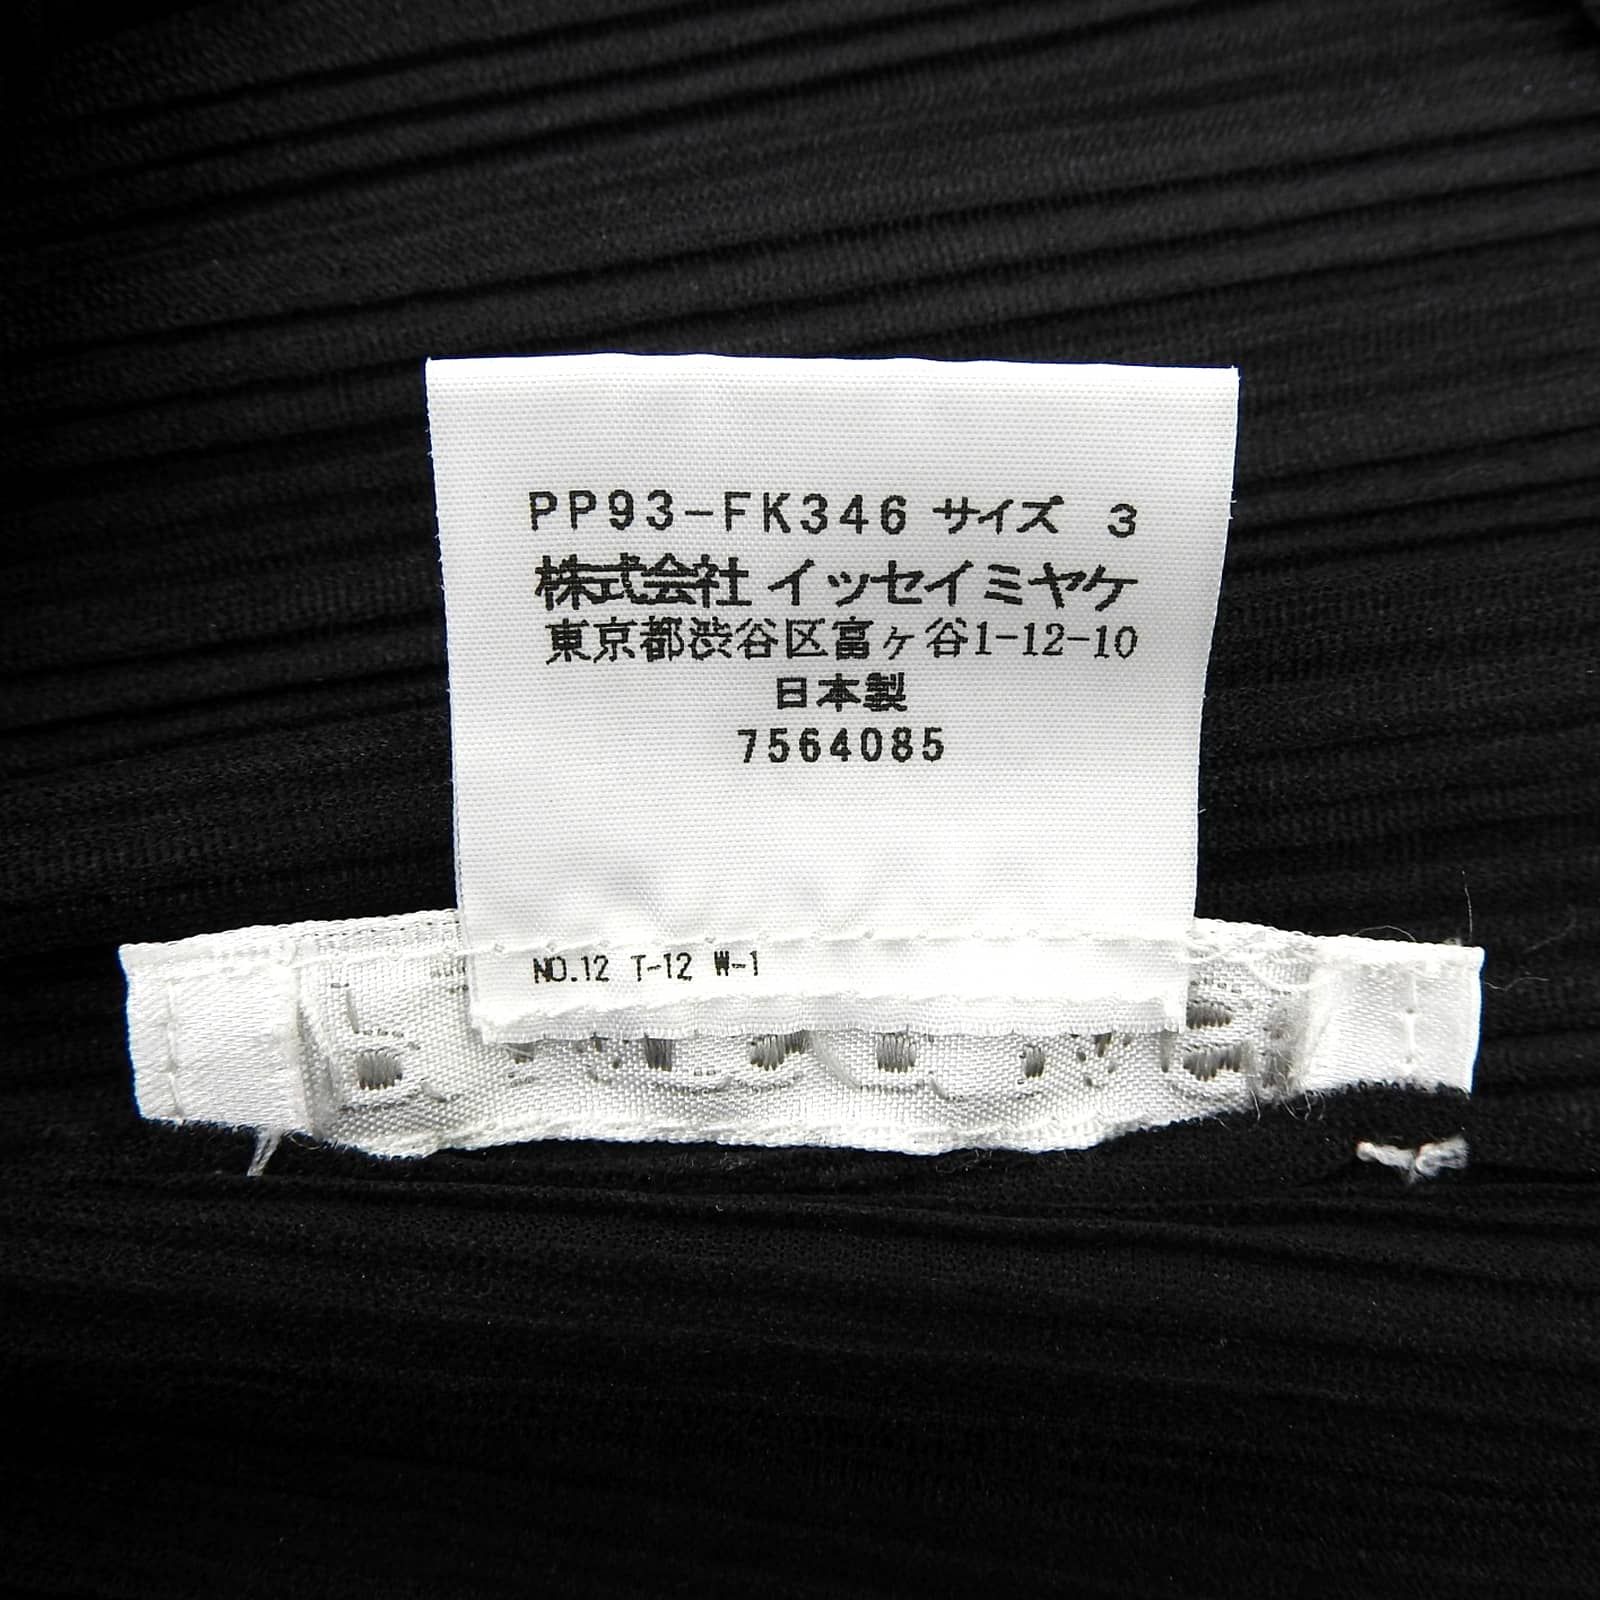 PP93-FK346 サイズ 3
株式会社 イッセイミヤケ
東京都渋谷区富ヶ谷1-12-10
日本製
7564085
NO.12 T-12 W-1